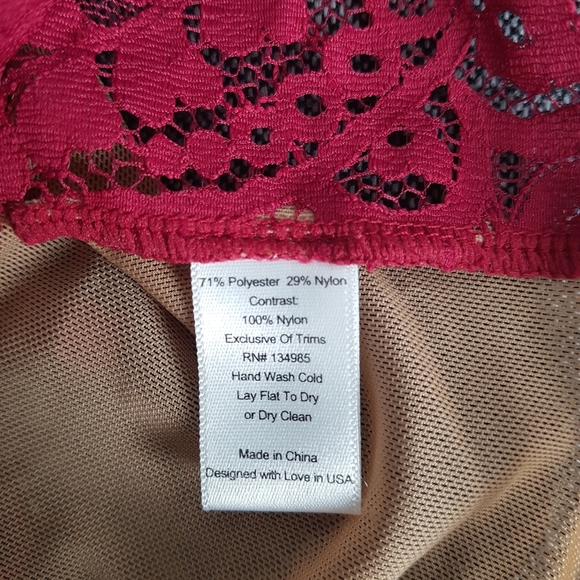 71% Polyester 29% Nylon
Contrast:
100% Nylon
Exclusive Of Trims
RN# 134985
Hand Wash Cold
Lay Flat To Dry
or Dry Clean
Made in China
Designed with Love in USA